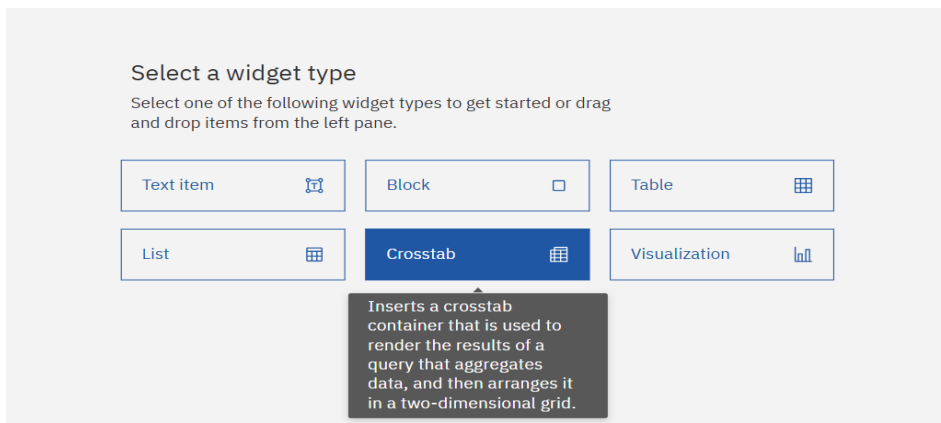 Select a widget type
Select one of the following widget types to get started or drag
and drop items from the left pane.
Text item
Block
Table
List
Crosstab
Visualization
Inserts a crosstab
container that is used to
render the results of a
query that aggregates
data, and then arranges it
in a two-dimensional grid.